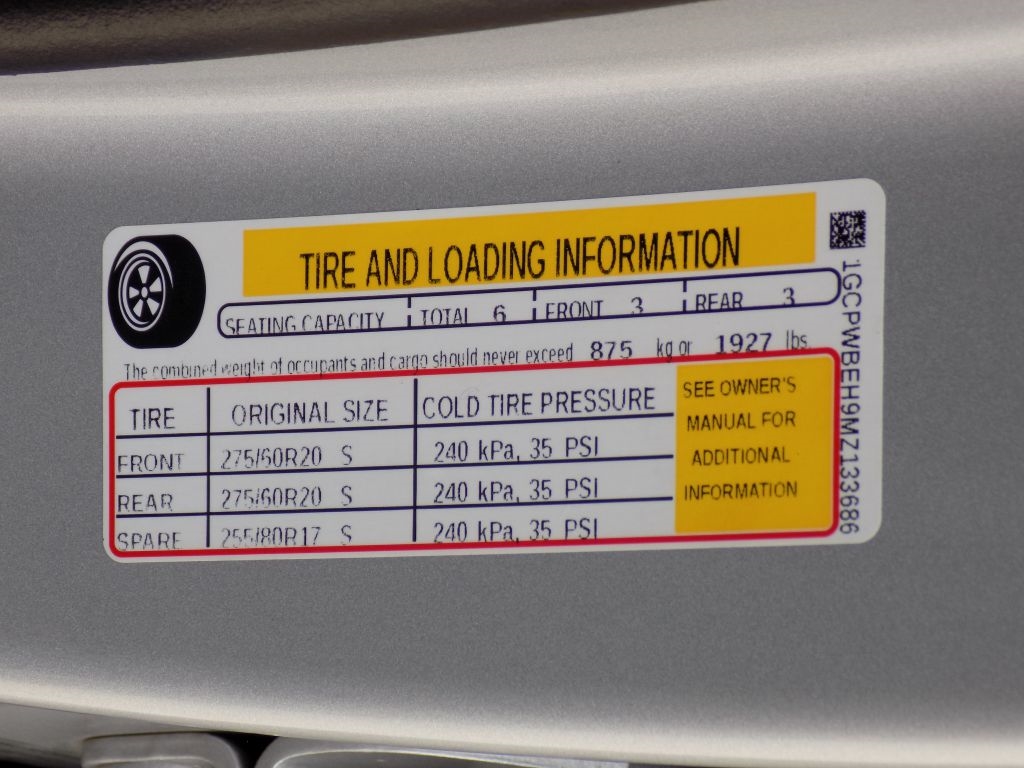 TIRE AND LOADING INFORMATION
SEATING CAPACITY TOTAL 6 FRONT 3 REAR 3
The combined weight of occupants and cargo should never exceed 875 kg or 1927 lbs.
TIRE ORIGINAL SIZE COLD TIRE PRESSURE
FRONT 275/60R20 S 240 kPa, 35 PSI
REAR 275/60R20 S 240 kPa, 35 PSI
SPARE 255/80R17 S 240 kPa, 35 PSI
SEE OWNER'S
MANUAL FOR
ADDITIONAL
INFORMATION
1GCPWBEH9MZ133686